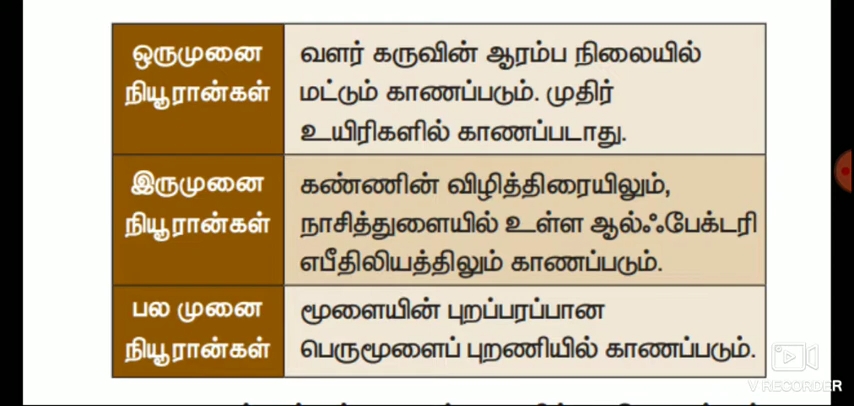 ஒருமுனை
நியூரான்கள்
வளர் கருவின் ஆரம்ப நிலையில்
மட்டும் காணப்படும். முதிர்
உயிரிகளில் காணப்படாது.
இருமுனை
நியூரான்கள்
கண்ணின் விழித்திரையிலும்,
நாசித்துளையில் உள்ள ஆல்ஃபேக்டரி
எபீதிலியத்திலும் காணப்படும்.
பல முனை
நியூரான்கள்
மூளையின் புறப்பரப்பான
பெருமூளைப் புறணியில் காணப்படும்.
V RECORDER